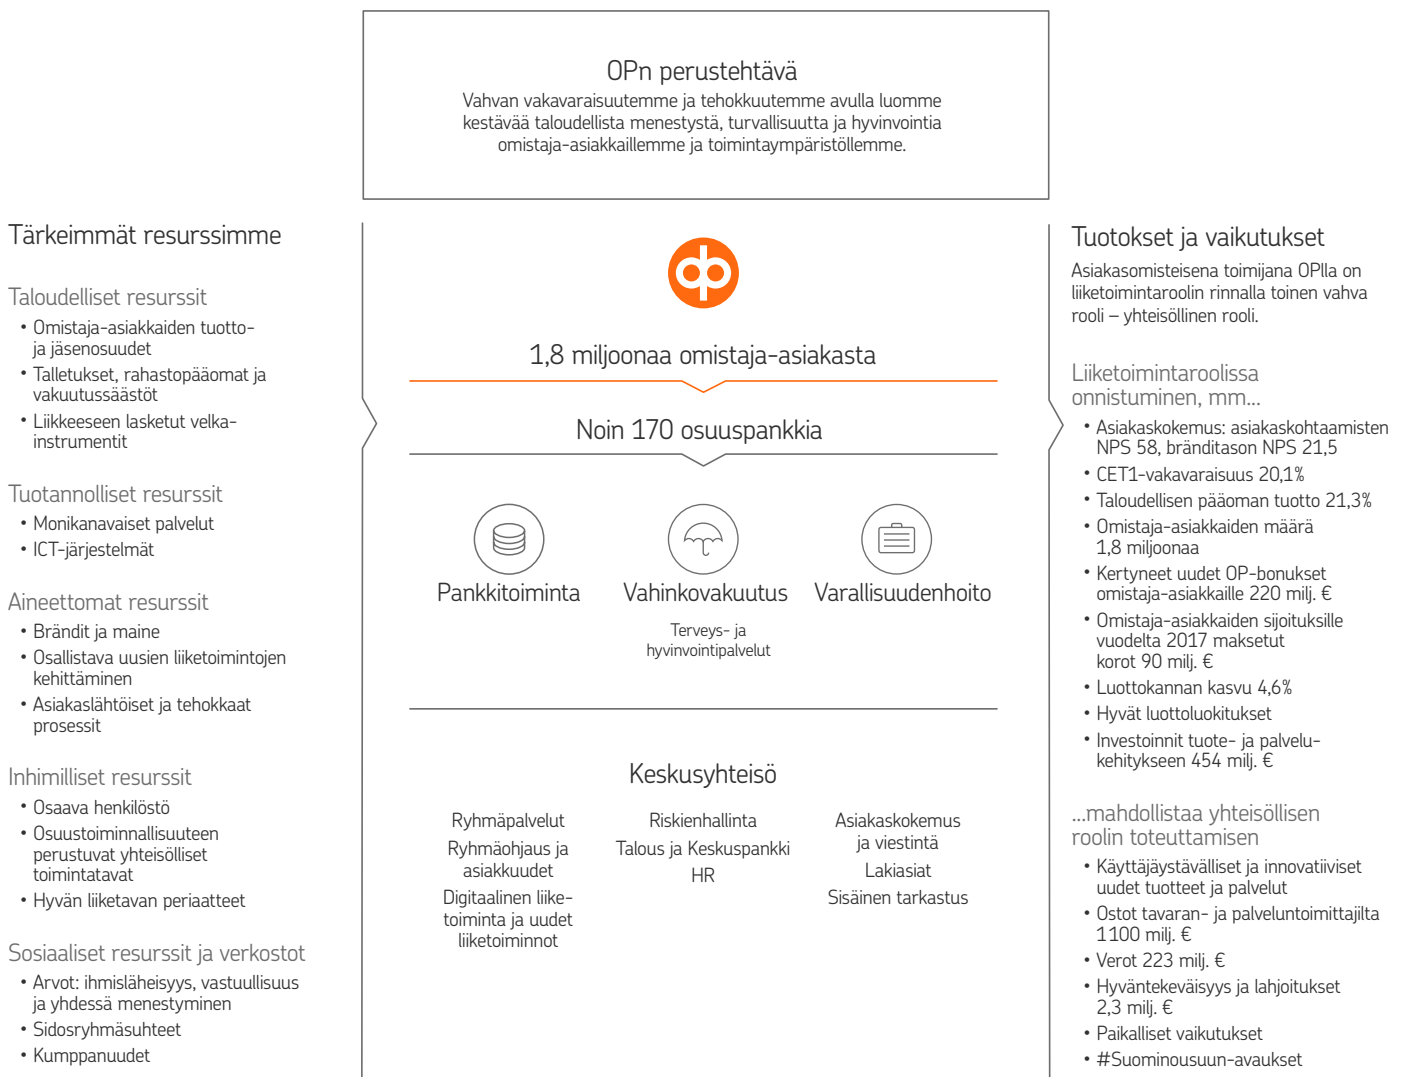 OPn perustehtävä
Vahvan vakavaraisuutemme ja tehokkuutemme avulla luomme
kestävää taloudellista menestystä, turvallisuutta ja hyvinvointia
omistaja-asiakkaillemme ja toimintaympäristöllemme.
Tärkeimmät resurssimme
Taloudelliset resurssit
• Omistaja-asiakkaiden tuotto-
ja jäsenosuudet
• Talletukset, rahastopääomat ja
vakuutussäästöt
• Liikkeeseen lasketut velka-
instrumentit
Tuotannolliset resurssit
• Monikanavaiset palvelut
• ICT-järjestelmät
Aineettomat resurssit
• Brändit ja maine
• Osallistava uusien liiketoimintojen
kehittäminen
• Asiakaslähtöiset ja tehokkaat
prosessit
Inhimilliset resurssit
• Osaava henkilöstö
• Osuustoiminnallisuuteen
perustuvat yhteisölliset
toimintatavat
• Hyvän liiketavan periaatteet
Sosiaaliset resurssit ja verkostot
• Arvot: ihmisläheisyys, vastuullisuus
ja yhdessä menestyminen
• Sidosryhmäsuhteet
• Kumppanuudet
op
1,8 miljoonaa omistaja-asiakasta
Noin 170 osuuspankkia
Pankkitoiminta
Vahinkovakuutus
Terveys- ja
hyvinvointipalvelut
Varallisuudenhoito
Keskusyhteisö
Ryhmäpalvelut
Ryhmäohjaus ja
asiakkuudet
Digitaalinen liike-
toiminta ja uudet
liiketoiminnot
Riskienhallinta
Talous ja Keskuspankki
HR
Asiakaskokemus
ja viestintä
Lakiasiat
Sisäinen tarkastus
Tuotokset ja vaikutukset
Asiakasomisteisena toimijana OPlla on
liiketoimintaroolin rinnalla toinen vahva
rooli – yhteisöllinen rooli.
Liiketoimintaroolissa
onnistuminen, mm...
• Asiakaskokemus: asiakaskohtaamisten
NPS 58, bränditason NPS 21,5
• CET1-vakavaraisuus 20,1%
• Taloudellisen pääoman tuotto 21,3%
• Omistaja-asiakkaiden määrä
1,8 miljoonaa
• Kertyneet uudet OP-bonukset
omistaja-asiakkaille 220 milj. €
• Omistaja-asiakkaiden sijoituksille
vuodelta 2017 maksetut
korot 90 milj. €
• Luottokannan kasvu 4,6%
• Hyvät luottoluokitukset
• Investoinnit tuote- ja palvelu-
kehitykseen 454 milj. €
...mahdollistaa yhteisöllisen
roolin toteuttamisen
• Käyttäjäystävälliset ja innovatiiviset
uudet tuotteet ja palvelut
• Ostot tavaran- ja palveluntoimittajilta
1100 milj. €
• Verot 223 milj. €
• Hyväntekeväisyys ja lahjoitukset
2,3 milj. €
• Paikalliset vaikutukset
• #Suominousuun-avaukset